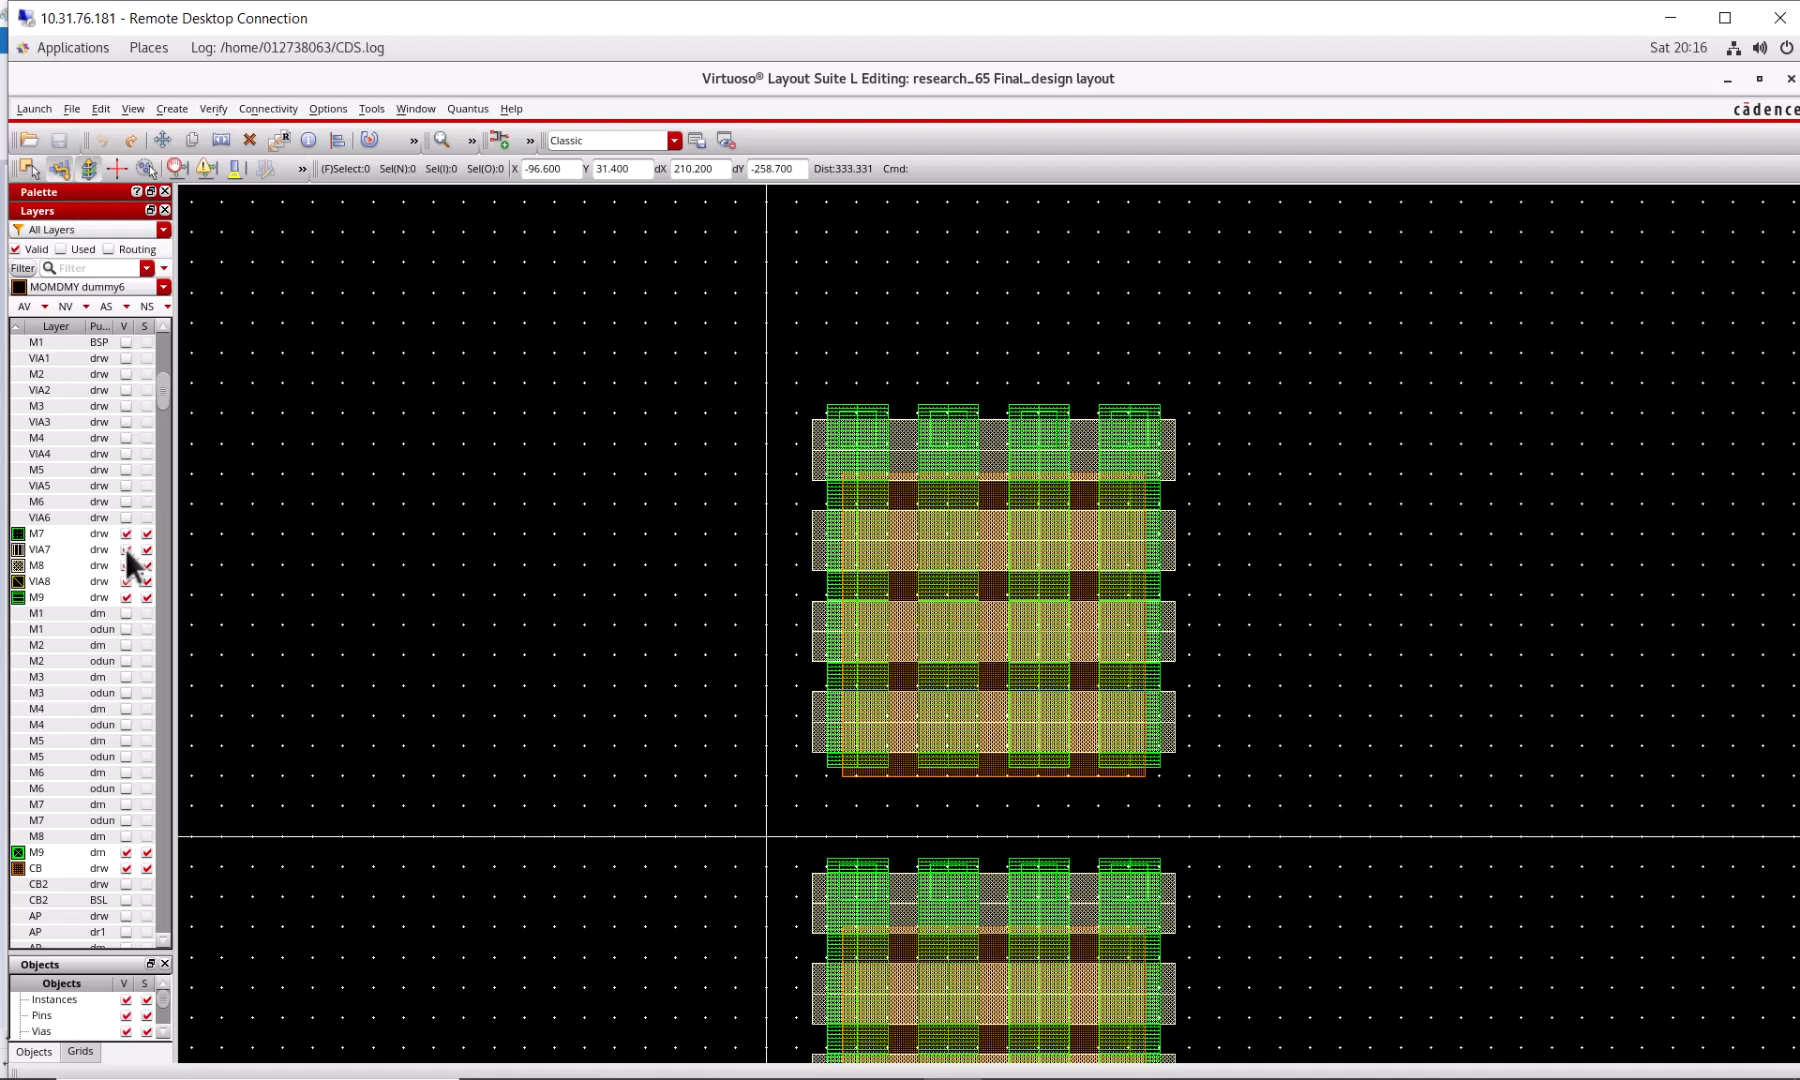 10.31.76.181 - Remote Desktop Connection
Applications Places Log: /home/012738063/CDS.log Sat 20:16
Virtuoso® Layout Suite L Editing: research_65 Final_design layout
Launch File Edit View Create Verify Connectivity Options Tools Window Quantus Help cādence
» » » Classic
» (F)Select:0 Sel(N):0 Sel(I):0 Sel(O):0 X -96.600 Y 31.400 dX 210.200 dY -258.700 Dist:333.331 Cmd:
Palette
Layers
All Layers
Valid Used Routing
Filter Filter
MOMDMY dummy6
AV NV AS NS
Layer Pu... V S
M1 BSP
VIA1 drw
M2 drw
VIA2 drw
M3 drw
VIA3 drw
M4 drw
VIA4 drw
M5 drw
VIA5 drw
M6 drw
VIA6 drw
M7 drw
VIA7 drw
M8 drw
VIA8 drw
M9 drw
M1 dm
M1 odun
M2 dm
M2 odun
M3 dm
M3 odun
M4 dm
M4 odun
M5 dm
M5 odun
M6 dm
M6 odun
M7 dm
M7 odun
M8 dm
M9 dm
CB drw
CB2 drw
CB2 BSL
AP drw
AP dr1
AP dm
Objects
Objects V S
Instances
Pins
Vias
Objects Grids